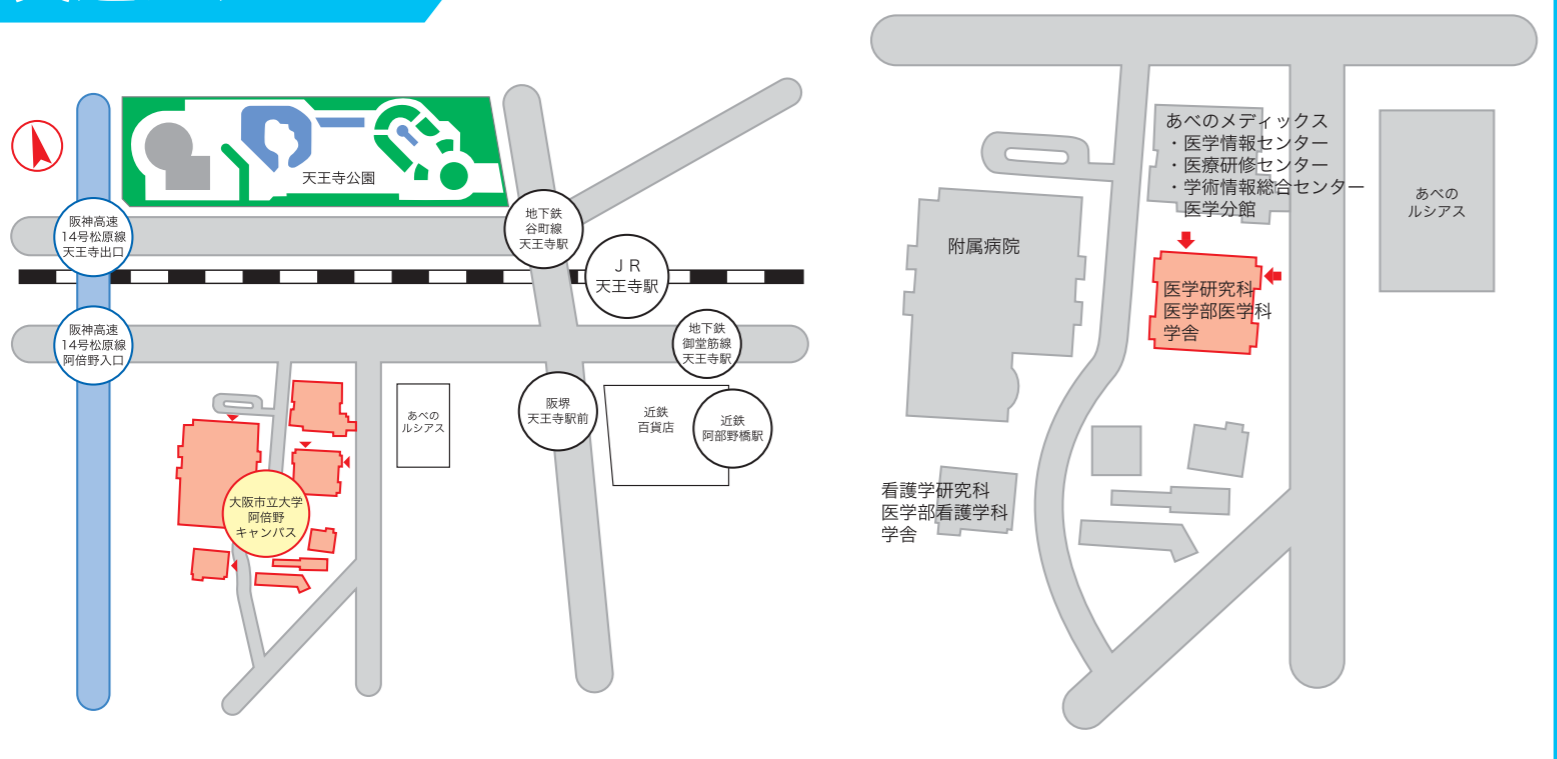 天王寺公園
阪神高速
14号松原線
天王寺出口
地下鉄
谷町線
天王寺駅
ＪＲ
天王寺駅
阪神高速
14号松原線
阿倍野入口
地下鉄
御堂筋線
天王寺駅
あべの
ルシアス
阪堺
天王寺駅前
近鉄
百貨店
近鉄
阿部野橋駅
大阪市立大学
阿倍野
キャンパス
あべのメディックス
・医学情報センター
・医療研修センター
・学術情報総合センター
医学分館
あべの
ルシアス
附属病院
医学研究科
医学部医学科
学舎
看護学研究科
医学部看護学科
学舎